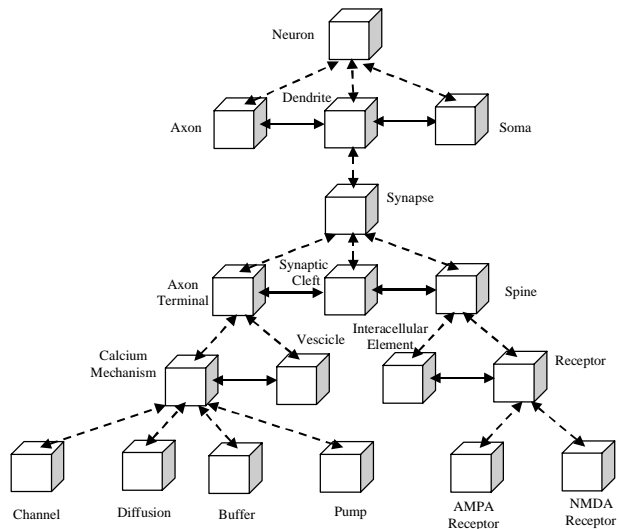 Neuron
Dendrite
Axon
Soma
Synapse
Synaptic
Cleft
Axon
Terminal
Spine
Interacellular
Element
Vescicle
Calcium
Mechanism
Receptor
Channel
Diffusion
Buffer
Pump
AMPA
Receptor
NMDA
Receptor